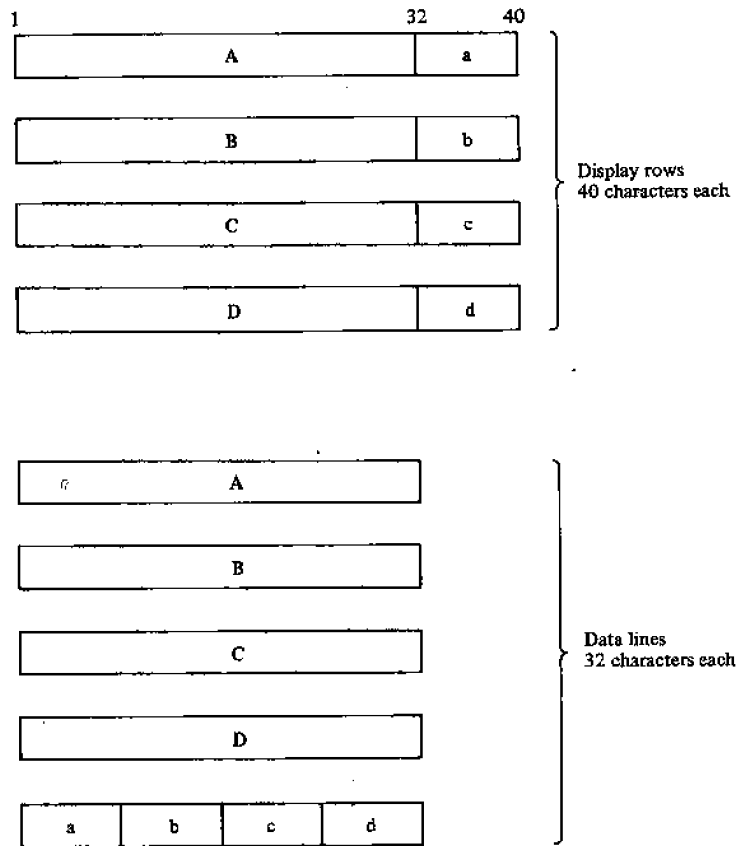 1 32 40
A a
B b
C c
D d
Display rows
40 characters each
A
B
C
D
a b c d
Data lines
32 characters each